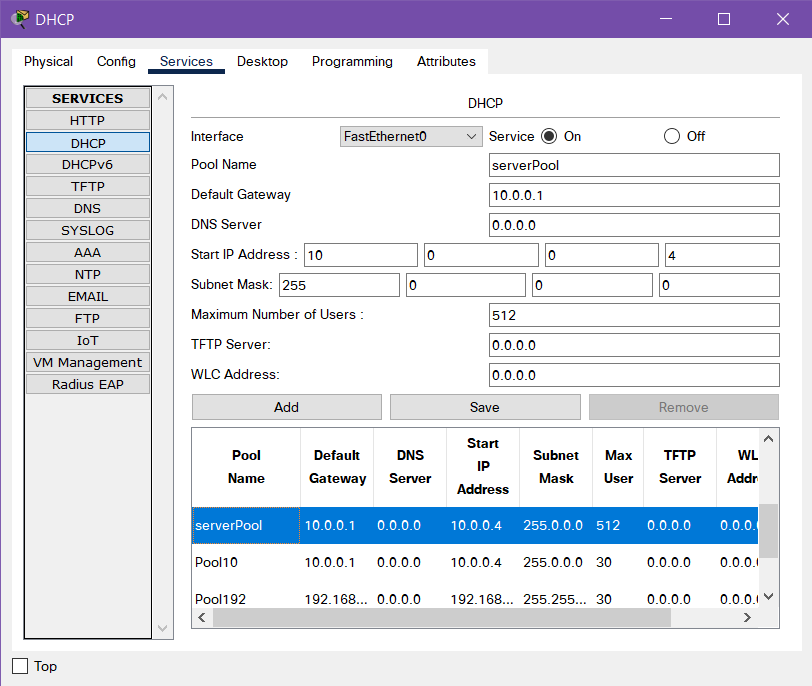 DHCP
Physical Config Services Desktop Programming Attributes
SERVICES
HTTP
DHCP
DHCPv6
TFTP
DNS
SYSLOG
AAA
NTP
EMAIL
FTP
IoT
VM Management
Radius EAP
DHCP
Interface FastEthernet0 Service On Off
Pool Name serverPool
Default Gateway 10.0.0.1
DNS Server 0.0.0.0
Start IP Address : 10 0 0 4
Subnet Mask: 255 0 0 0
Maximum Number of Users : 512
TFTP Server: 0.0.0.0
WLC Address: 0.0.0.0
Add Save Remove
Pool Name Default Gateway DNS Server Start IP Address Subnet Mask Max User TFTP Server WL Addr
serverPool 10.0.0.1 0.0.0.0 10.0.0.4 255.0.0.0 512 0.0.0.0 0.0.0.
Pool10 10.0.0.1 0.0.0.0 10.0.0.4 255.0.0.0 30 0.0.0.0 0.0.0.
Pool192 192.168... 0.0.0.0 192.168... 255.255... 30 0.0.0.0 0.0.0.
Top